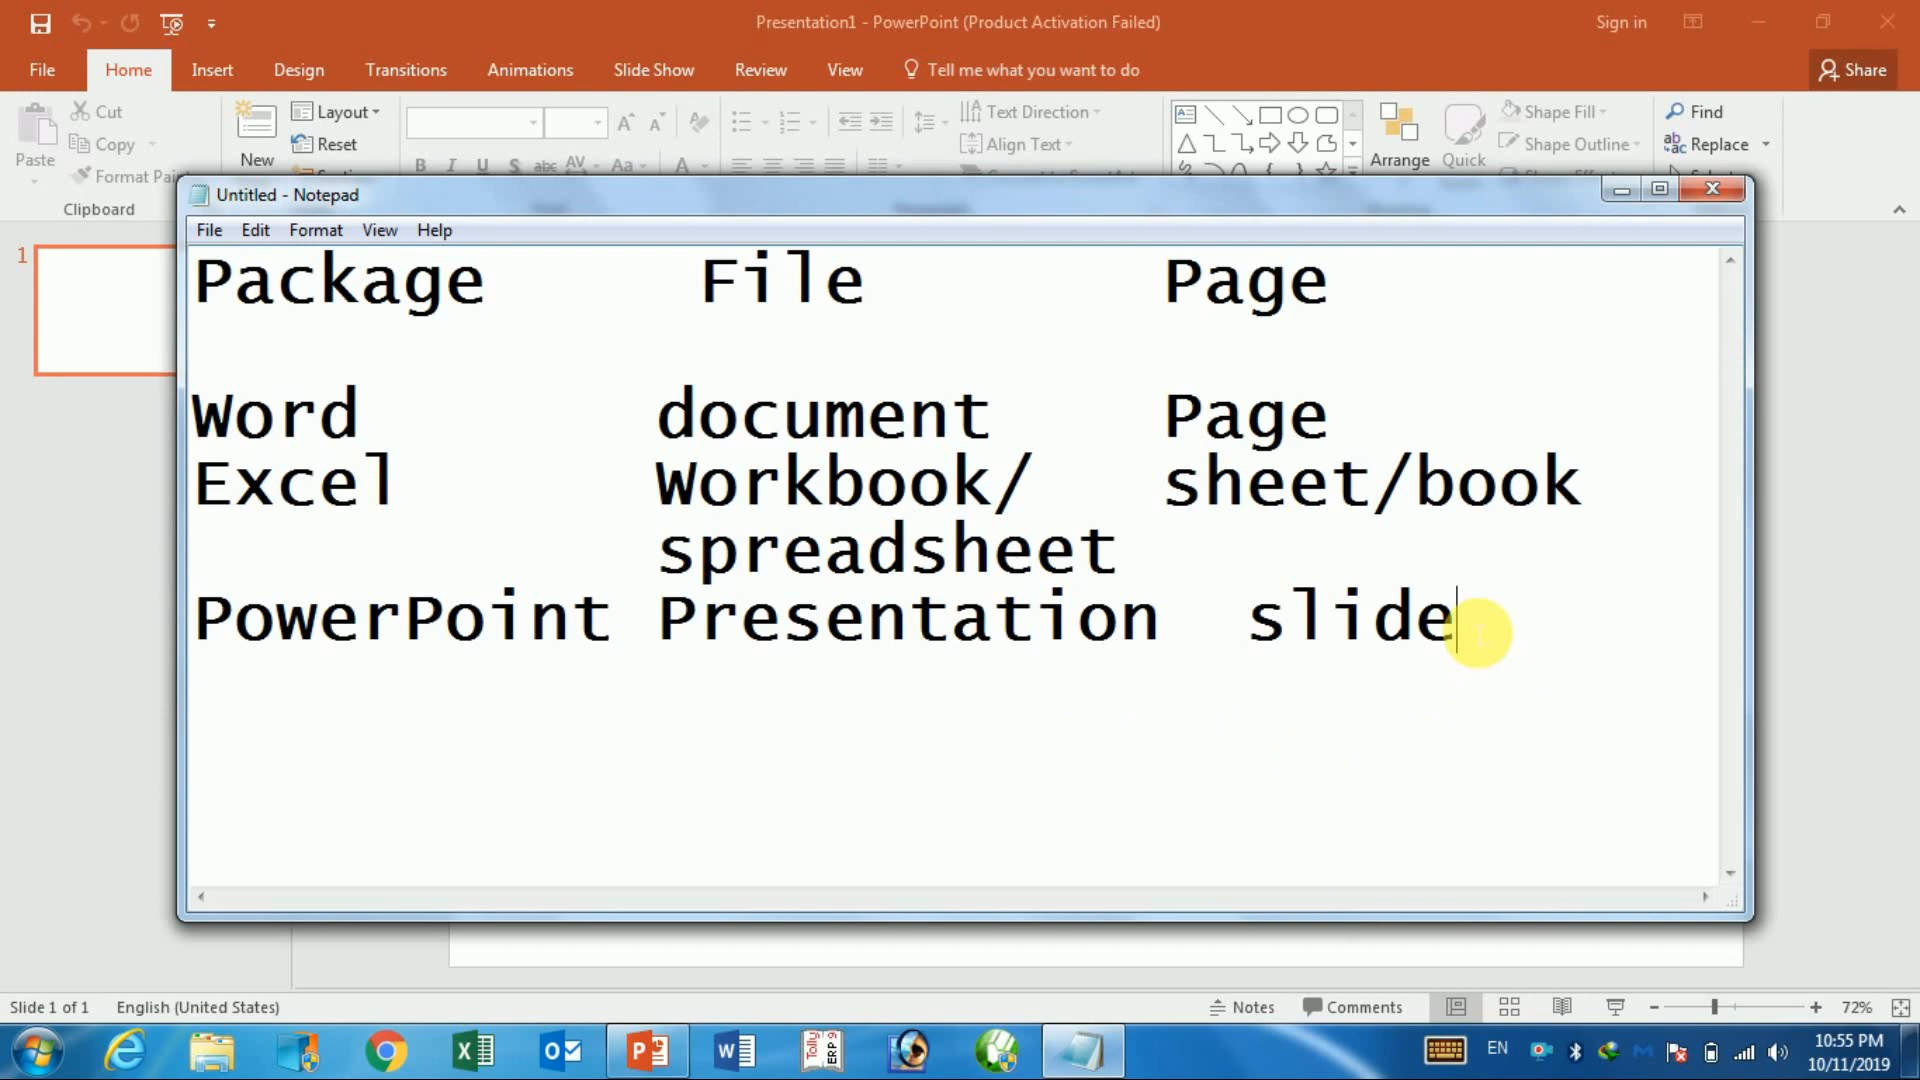 Presentation1 - PowerPoint (Product Activation Failed) Sign in
File Home Insert Design Transitions Animations Slide Show Review View Tell me what you want to do Share
Cut Layout Text Direction Shape Fill Find
Paste Copy New Reset Align Text Arrange Quick Shape Outline Replace
Format
Clipboard
Untitled - Notepad
File Edit Format View Help
1
Package File Page
Word document Page
Excel Workbook/ sheet/book
spreadsheet
PowerPoint Presentation slide
Slide 1 of 1 English (United States) Notes Comments 72%
Tally ERP 9 EN 10:55 PM
10/11/2019